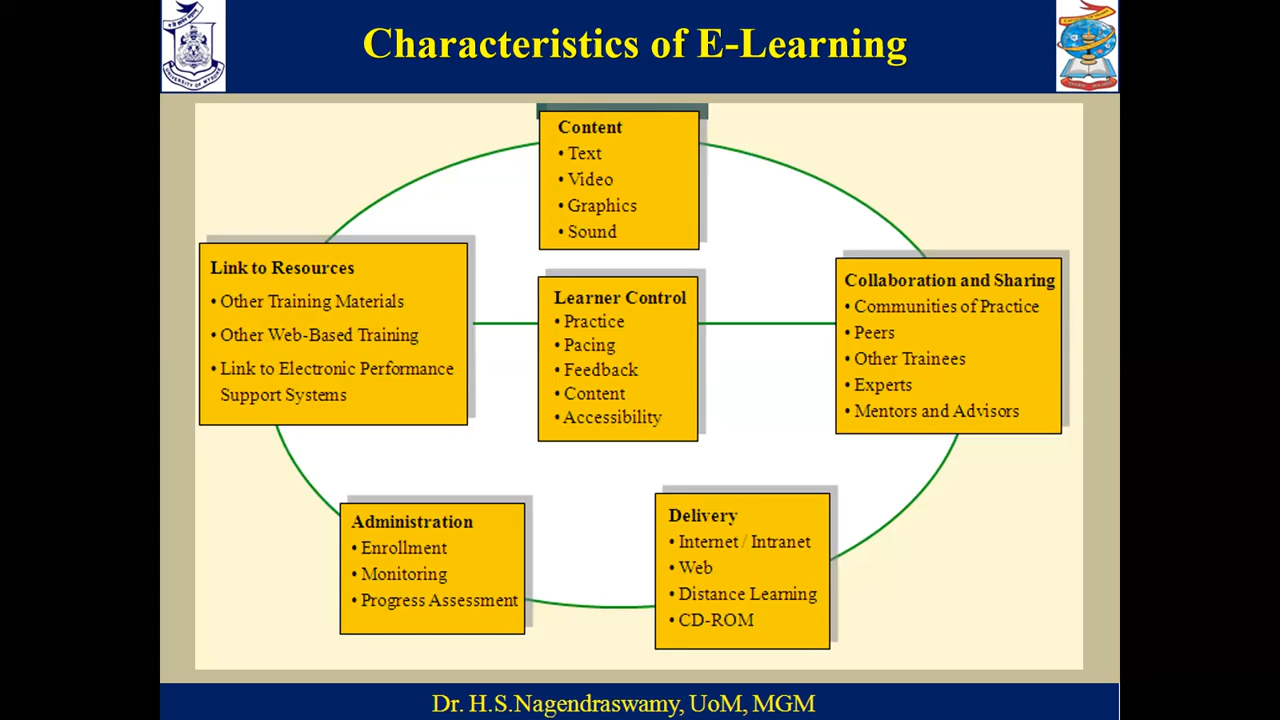 Characteristics of E-Learning
Content
• Text
• Video
• Graphics
• Sound
Link to Resources
• Other Training Materials
• Other Web-Based Training
• Link to Electronic Performance
Support Systems
Learner Control
• Practice
• Pacing
• Feedback
• Content
• Accessibility
Collaboration and Sharing
• Communities of Practice
• Peers
• Other Trainees
• Experts
• Mentors and Advisors
Administration
• Enrollment
• Monitoring
• Progress Assessment
Delivery
• Internet / Intranet
• Web
• Distance Learning
• CD-ROM
Dr. H.S.Nagendraswamy, UoM, MGM